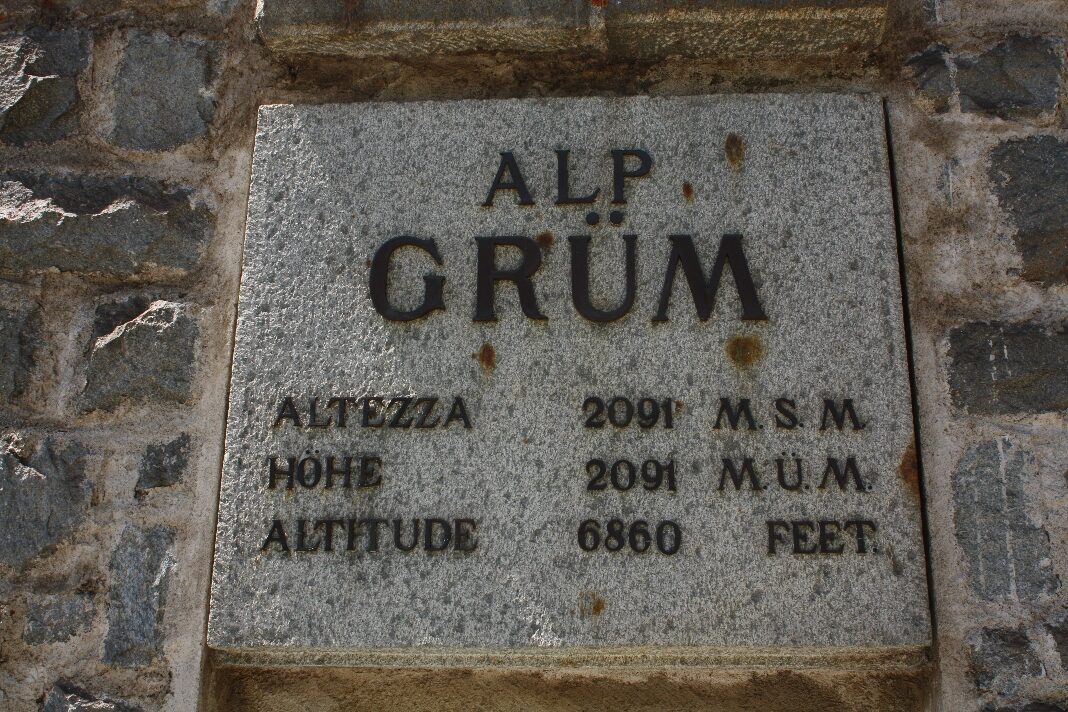 ALP
GRÜM
ALTEZZA 2091 M. S. M.
HÖHE 2091 M. Ü. M.
ALTITUDE 6860 FEET.